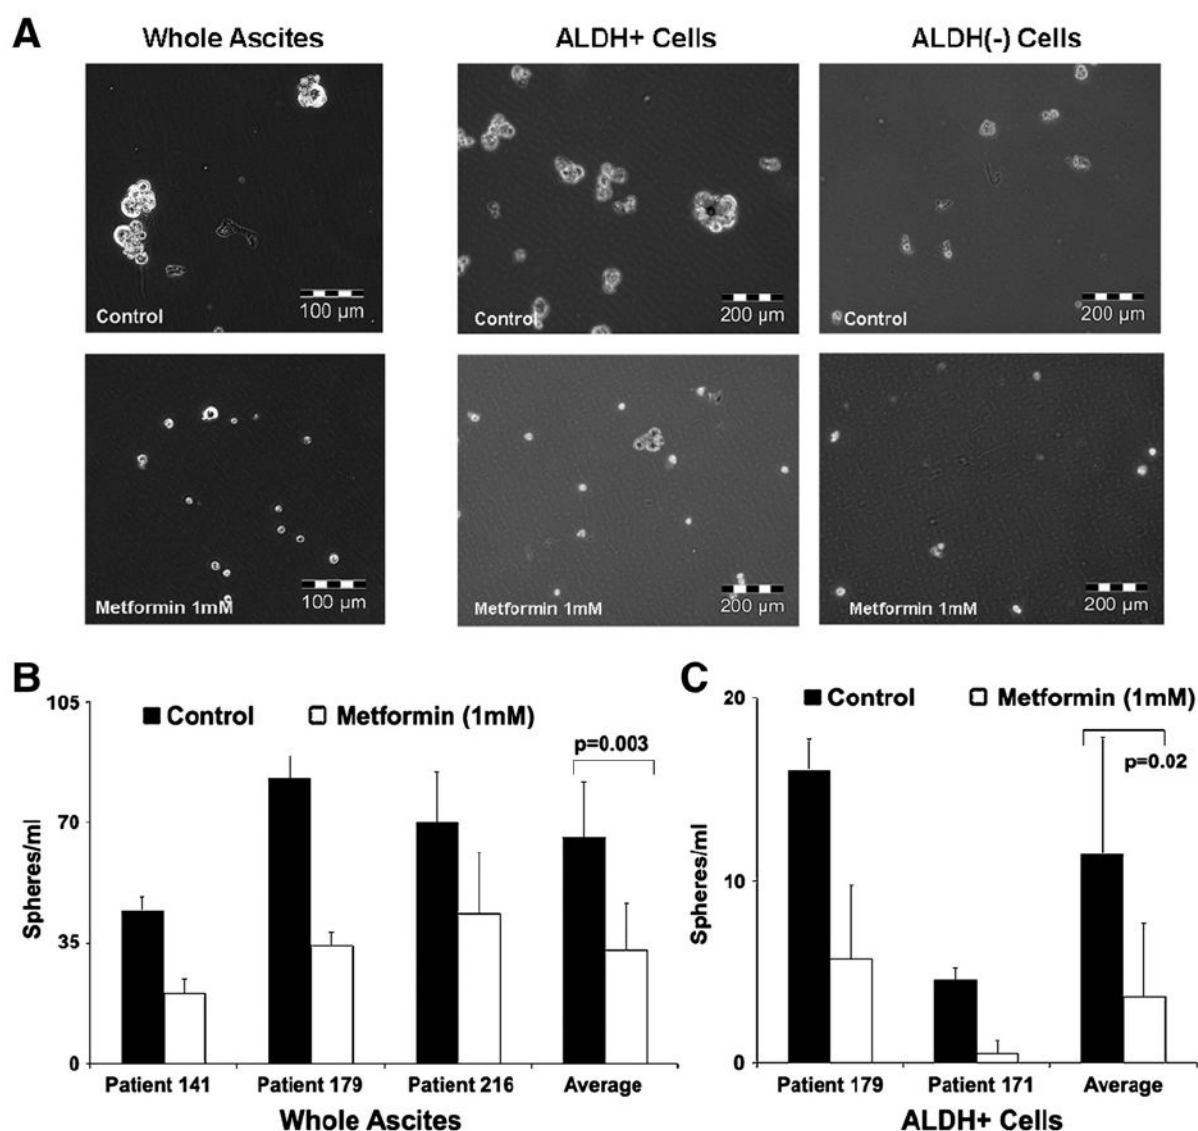 A
Whole Ascites
ALDH+ Cells
ALDH(-) Cells
Control
100 µm
Control
200 µm
Control
200 µm
Metformin 1mM
100 µm
Metformin 1mM
200 µm
Metformin 1mM
200 µm
B
105
Control
Metformin (1mM)
p=0.003
70
35
0
Spheres/ml
Patient 141
Patient 179
Patient 216
Average
Whole Ascites
C
20
Control
Metformin (1mM)
p=0.02
10
0
Spheres/ml
Patient 179
Patient 171
Average
ALDH+ Cells